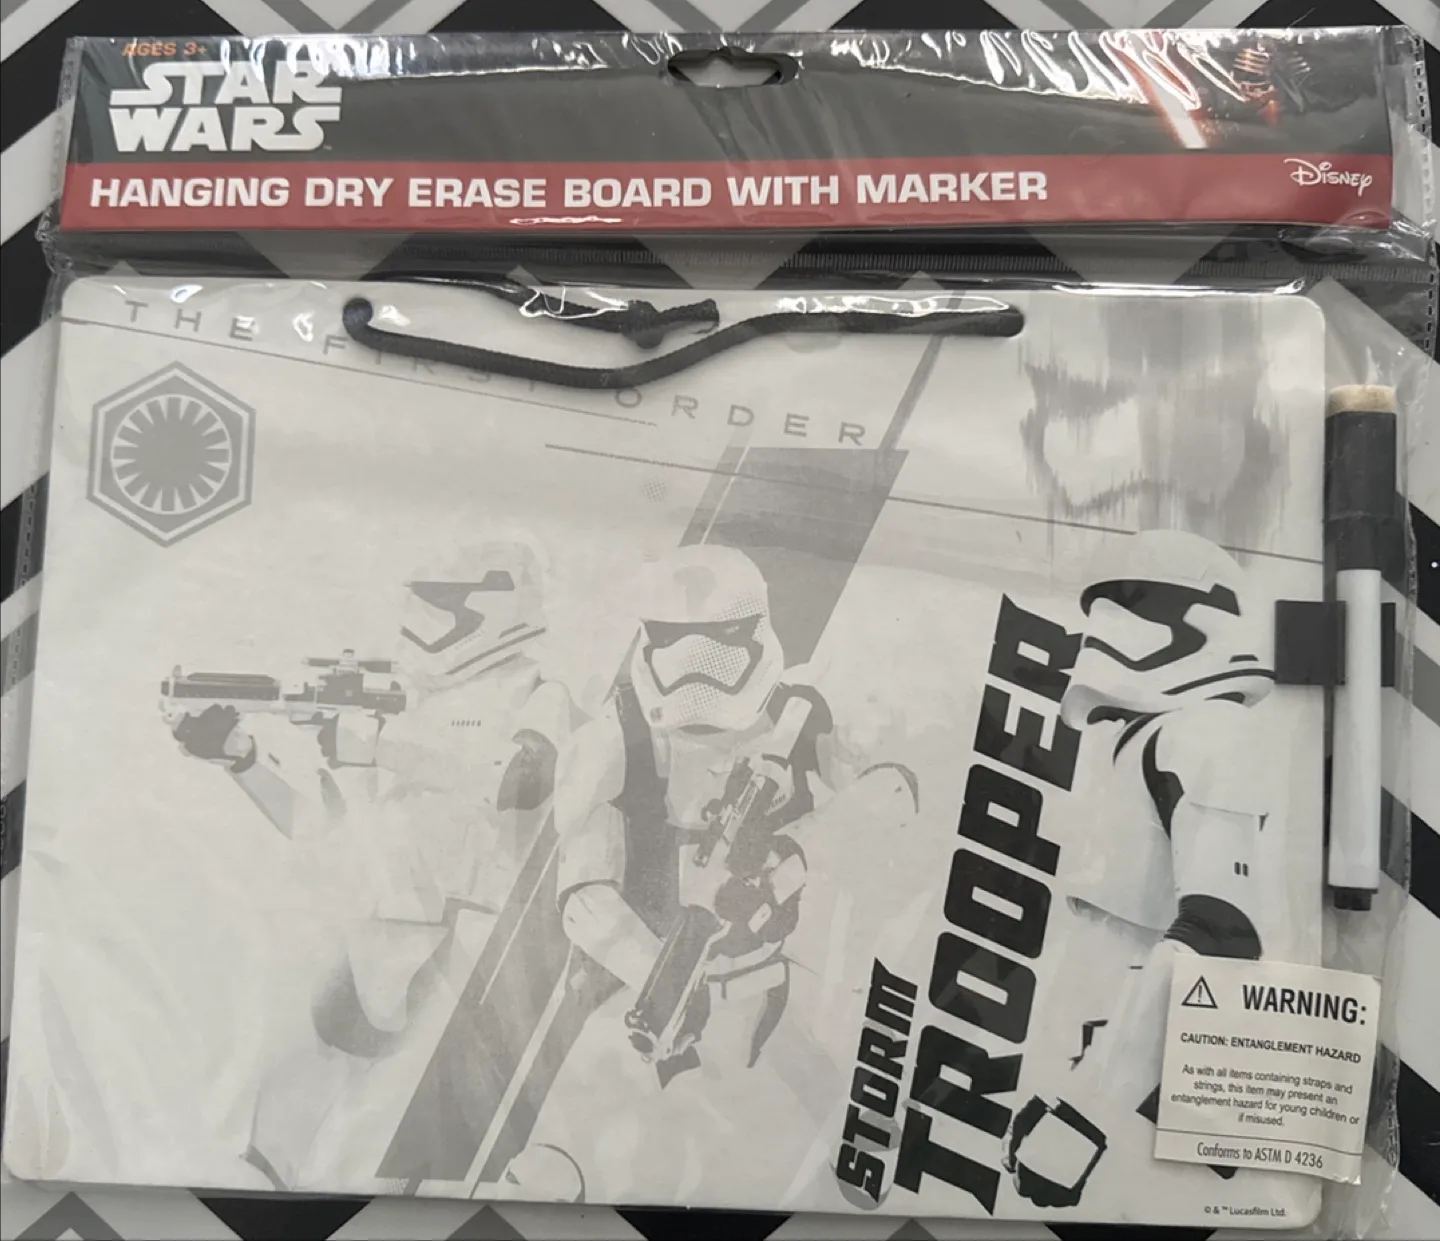 AGES 3+
STAR
WARS
HANGING DRY ERASE BOARD WITH MARKER
Disney
THE FIRST ORDER
STORM
TROOPER
WARNING:
CAUTION: ENTANGLEMENT HAZARD
As with all items containing straps and
strings, this item may present an
entanglement hazard for young children or
if misused.
Conforms to ASTM D 4236
© & ™ Lucasfilm Ltd.